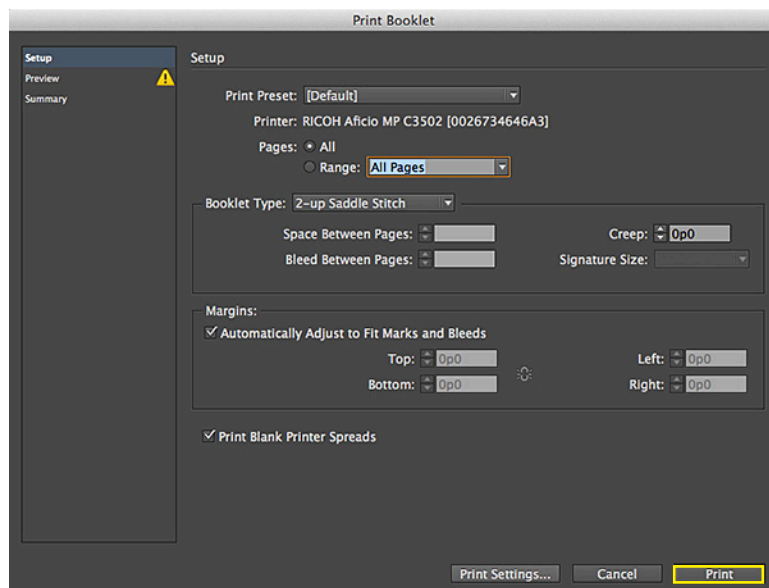 Print Booklet
Setup
Preview
Summary
Setup
Print Preset: [Default]
Printer: RICOH Aficio MP C3502 [0026734646A3]
Pages: All
Range: All Pages
Booklet Type: 2-up Saddle Stitch
Space Between Pages: Creep: 0p0
Bleed Between Pages: Signature Size:
Margins:
Automatically Adjust to Fit Marks and Bleeds
Top: 0p0 Left: 0p0
Bottom: 0p0 Right: 0p0
Print Blank Printer Spreads
Print Settings... Cancel Print